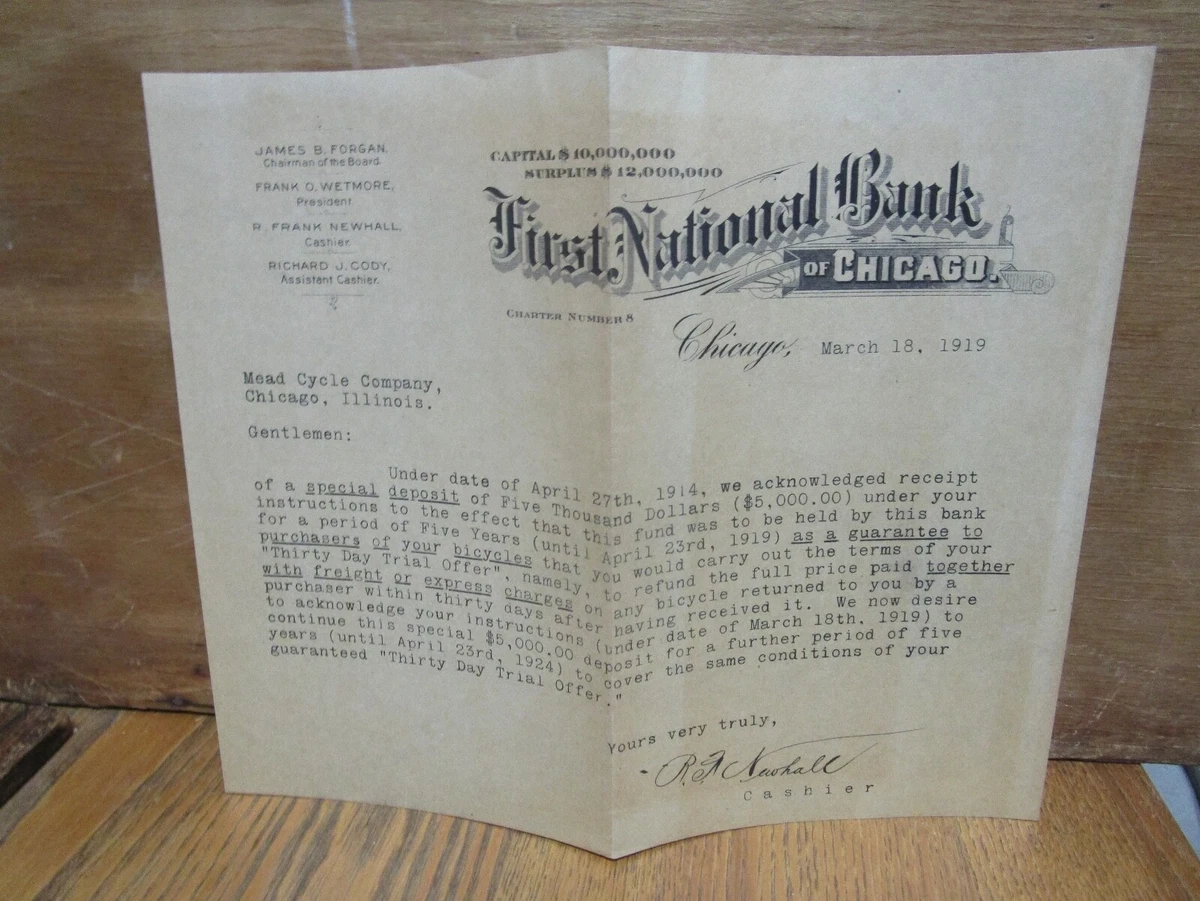 JAMES B. FORGAN,
Chairman of the Board.
FRANK O. WETMORE,
President
R. FRANK NEWHALL,
Cashier.
RICHARD J. CODY,
Assistant Cashier.
CAPITAL $ 10,000,000
SURPLUS $ 12,000,000
First National Bank
OF CHICAGO.
CHARTER NUMBER 8
Chicago, March 18, 1919
Mead Cycle Company,
Chicago, Illinois.
Gentlemen:
Under date of April 27th, 1914, we acknowledged receipt
of a special deposit of Five Thousand Dollars ($5,000.00) under your
instructions to the effect that this fund was to be held by this bank
for a period of Five Years (until April 23rd, 1919) as a guarantee to
purchasers of your bicycles that you would carry out the terms of your
"Thirty Day Trial Offer", namely, to refund the full price paid together
with freight or express charges on any bicycle returned to you by a
purchaser within thirty days after having received it. We now desire
to acknowledge your instructions (under date of March 18th, 1919) to
continue this special $5,000.00 deposit for a further period of five
years (until April 23rd, 1924) to cover the same conditions of your
guaranteed "Thirty Day Trial Offer."
Yours very truly,
R. F. Newhall
Cashier